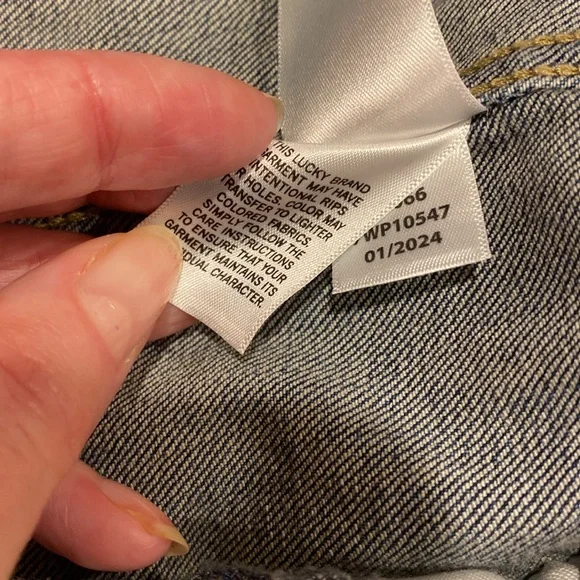 THIS LUCKY BRAND
GARMENT MAY HAVE
INTENTIONAL RIPS
OR HOLES. COLOR MAY
TRANSFER TO LIGHTER
COLORED FABRICS.
SIMPLY FOLLOW THE
CARE INSTRUCTIONS
TO ENSURE THAT YOUR
GARMENT MAINTAINS ITS
CHARACTER.
WP10547
01/2024